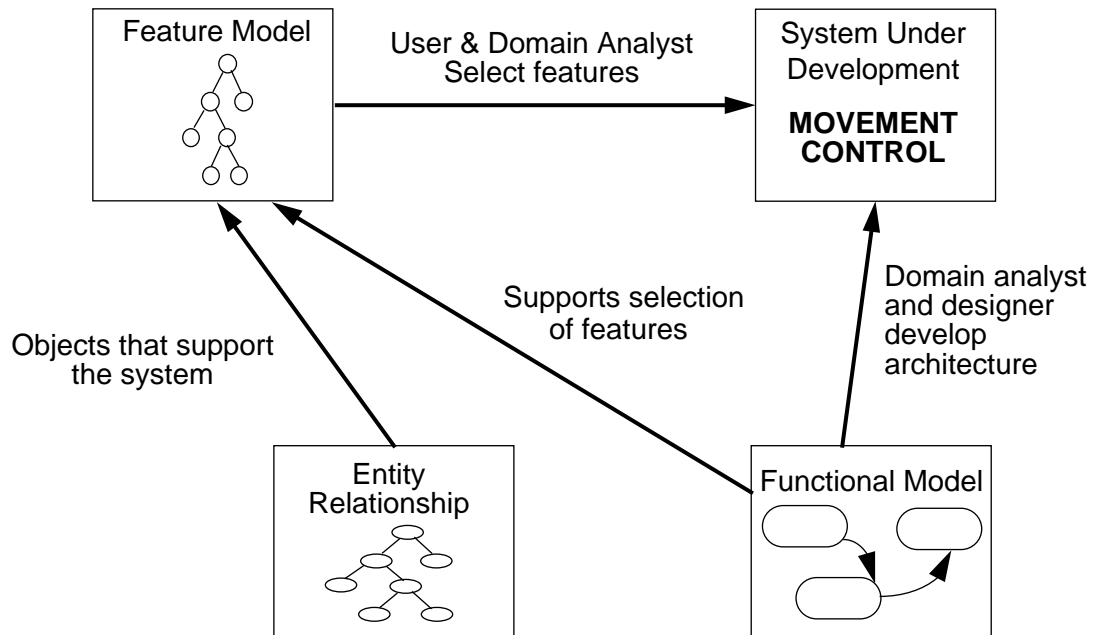 Feature Model
User & Domain Analyst
Select features
System Under
Development
MOVEMENT
CONTROL
Objects that support
the system
Supports selection
of features
Domain analyst
and designer
develop
architecture
Entity
Relationship
Functional Model